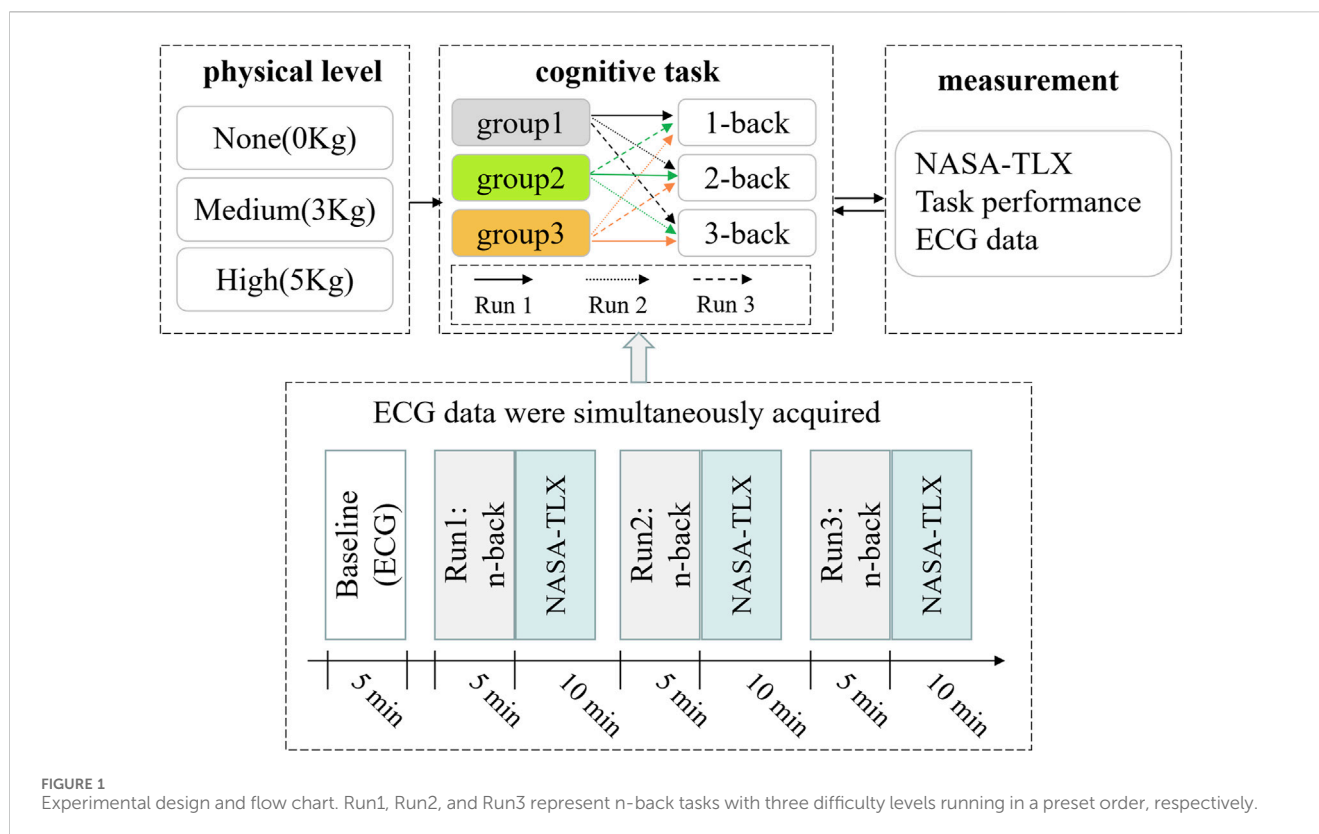 physical level
None(0Kg)
Medium(3Kg)
High(5Kg)
cognitive task
group1
group2
group3
1-back
2-back
3-back
Run 1
Run 2
Run 3
measurement
NASA-TLX
Task performance
ECG data
ECG data were simultaneously acquired
Baseline
(ECG)
Run1:
n-back
NASA-TLX
Run2:
n-back
NASA-TLX
Run3:
n-back
NASA-TLX
5 min
5 min
10 min
5 min
10 min
5 min
10 min
FIGURE 1
Experimental design and flow chart. Run1, Run2, and Run3 represent n-back tasks with three difficulty levels running in a preset order, respectively.